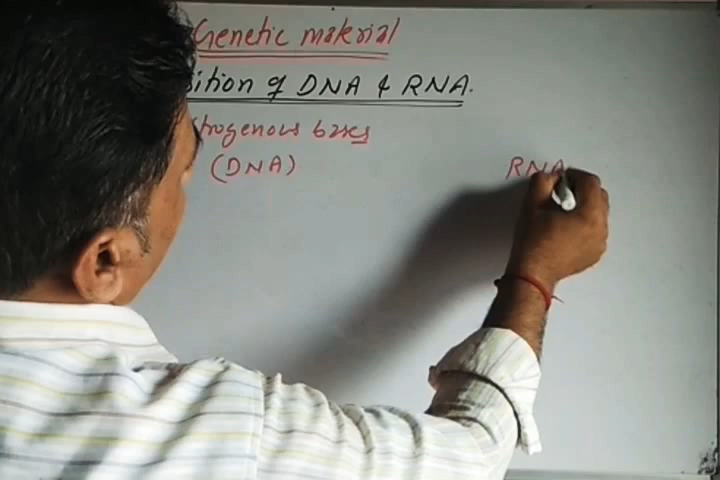 Genetic material
sition of DNA & RNA.
trogenous bases
(DNA) RNA